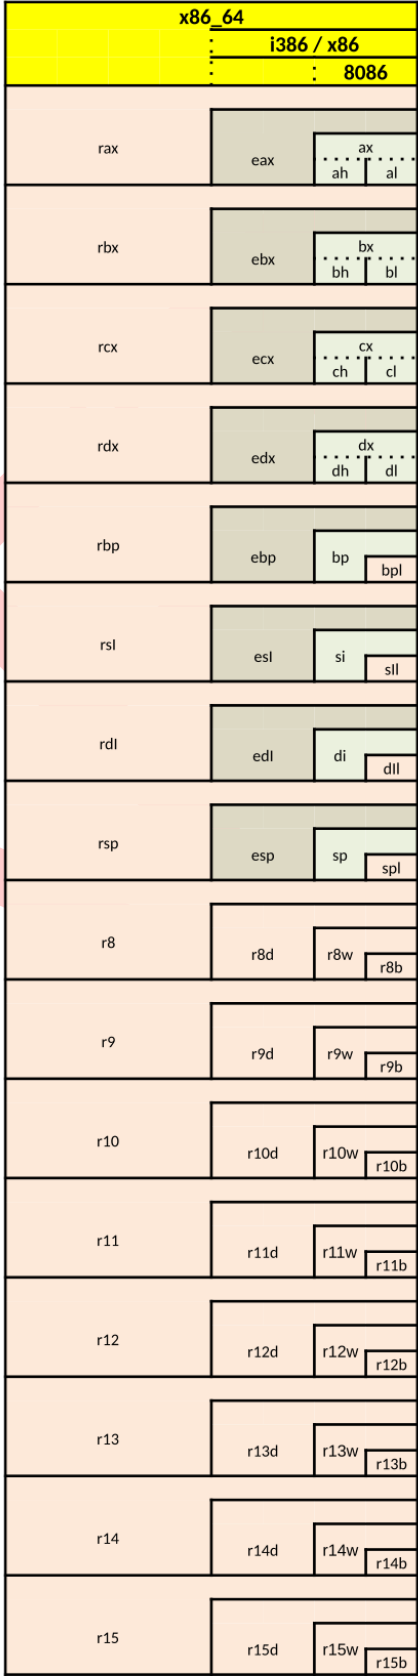 x86_64
i386 / x86
8086
rax eax ax
ah al
rbx ebx bx
bh bl
rcx ecx cx
ch cl
rdx edx dx
dh dl
rbp ebp bp bpl
rsI esI si sIl
rdI edI di dIl
rsp esp sp spl
r8 r8d r8w r8b
r9 r9d r9w r9b
r10 r10d r10w r10b
r11 r11d r11w r11b
r12 r12d r12w r12b
r13 r13d r13w r13b
r14 r14d r14w r14b
r15 r15d r15w r15b